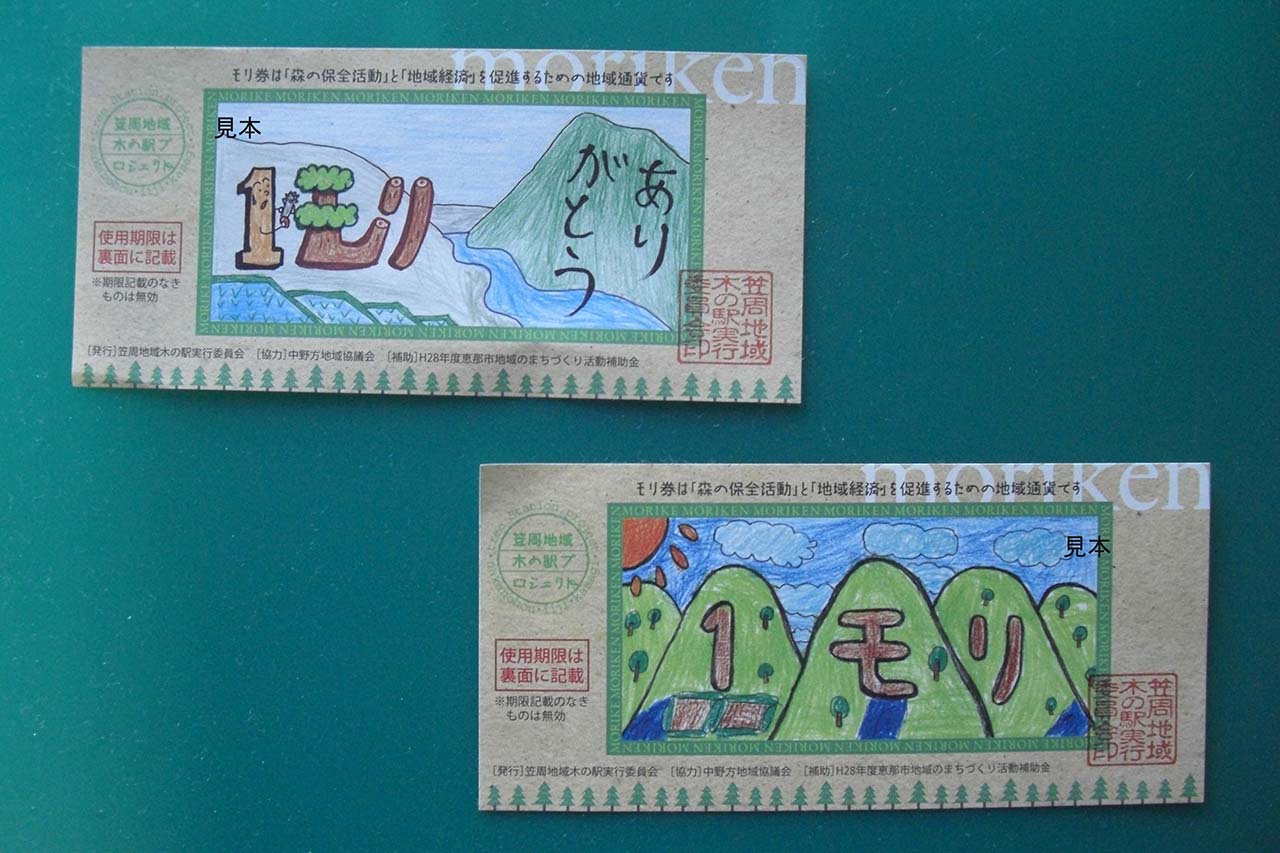 moriken
モリ券は「森の保全活動」と「地域経済」を促進するための地域通貨です
MORIKEN MORIKEN MORIKEN MORIKEN MORIKEN MORIKEN MORIKEN
見本
笠周地域
木の駅プ
ロジェクト
1モリ
ありがとう
使用期限は
裏面に記載
※期限記載のなき
ものは無効
笠周地域
木の駅実行
委員会印
[発行]笠周地域木の駅実行委員会 [協力]中野方地域協議会 [補助]H28年度恵那市地域のまちづくり活動補助金
moriken
モリ券は「森の保全活動」と「地域経済」を促進するための地域通貨です
MORIKEN MORIKEN MORIKEN MORIKEN MORIKEN MORIKEN MORIKEN
見本
笠周地域
木の駅プ
ロジェクト
1モリ
使用期限は
裏面に記載
※期限記載のなき
ものは無効
笠周地域
木の駅実行
委員会印
[発行]笠周地域木の駅実行委員会 [協力]中野方地域協議会 [補助]H28年度恵那市地域のまちづくり活動補助金